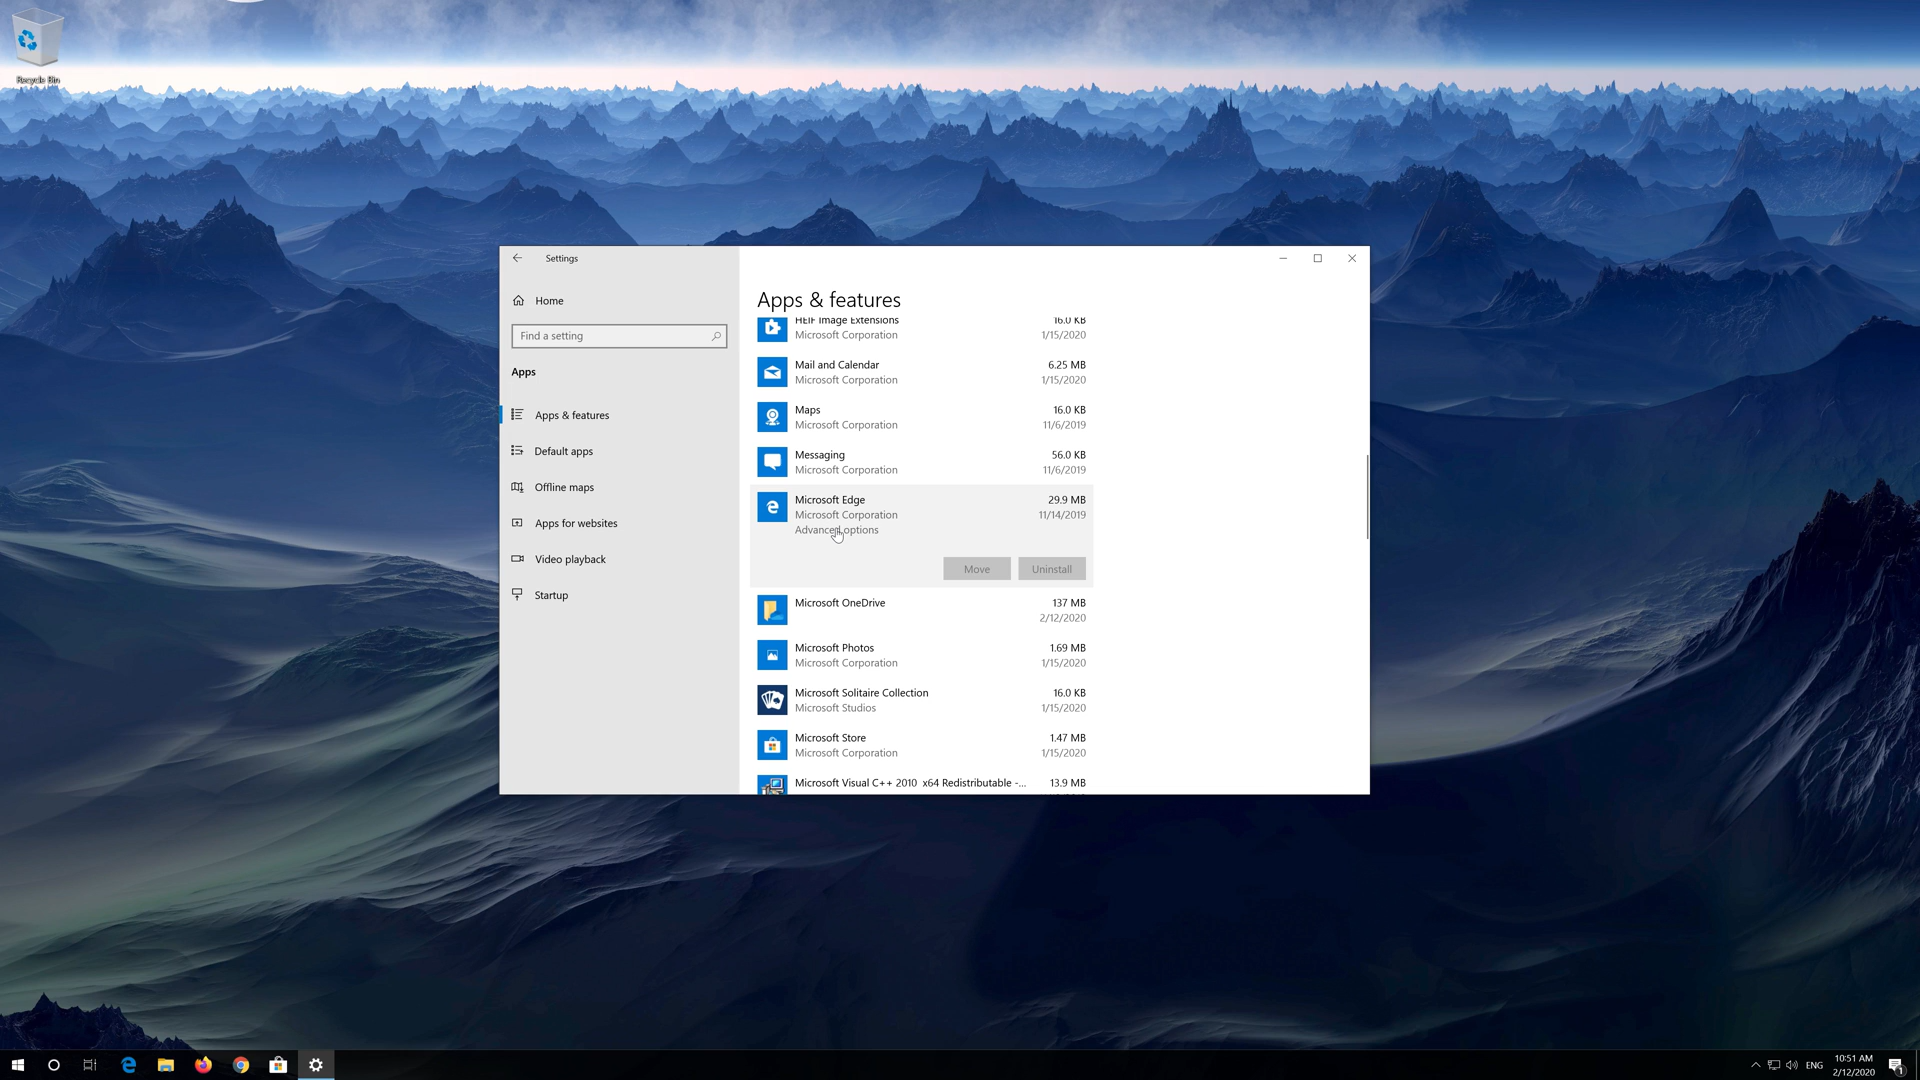 Recycle Bin
Settings
Home
Find a setting
Apps
Apps & features
Default apps
Offline maps
Apps for websites
Video playback
Startup
Apps & features
HEIF Image Extensions 16.0 KB
Microsoft Corporation 1/15/2020
Mail and Calendar 6.25 MB
Microsoft Corporation 1/15/2020
Maps 16.0 KB
Microsoft Corporation 11/6/2019
Messaging 56.0 KB
Microsoft Corporation 11/6/2019
Microsoft Edge 29.9 MB
Microsoft Corporation 11/14/2019
Advanced options
Move Uninstall
Microsoft OneDrive 137 MB
2/12/2020
Microsoft Photos 1.69 MB
Microsoft Corporation 1/15/2020
Microsoft Solitaire Collection 16.0 KB
Microsoft Studios 1/15/2020
Microsoft Store 1.47 MB
Microsoft Corporation 1/15/2020
Microsoft Visual C++ 2010 x64 Redistributable -... 13.9 MB
ENG
10:51 AM
2/12/2020
1